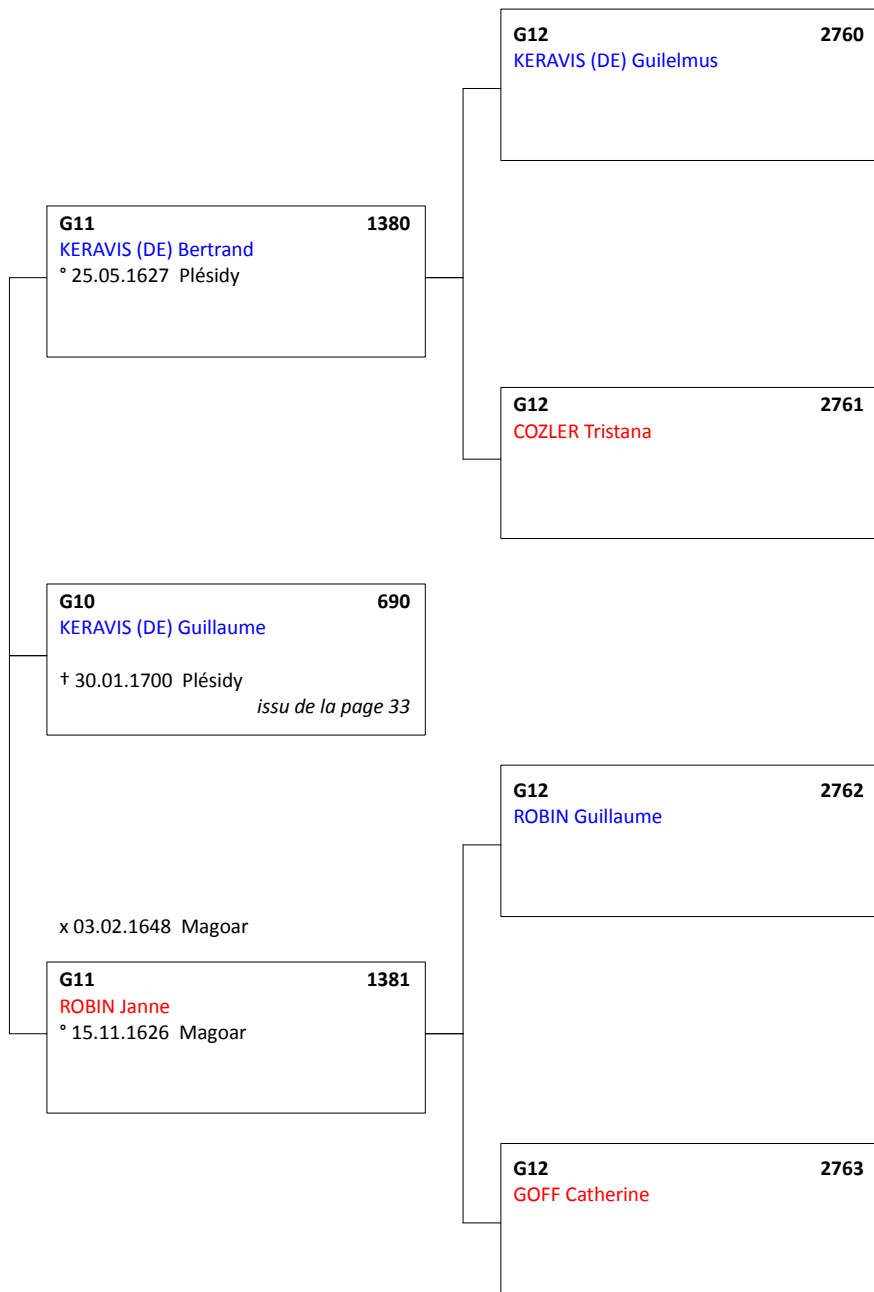 G12 2760
KERAVIS (DE) Guilelmus
G11 1380
KERAVIS (DE) Bertrand
° 25.05.1627 Plésidy
G12 2761
COZLER Tristana
G10 690
KERAVIS (DE) Guillaume
† 30.01.1700 Plésidy
issu de la page 33
G12 2762
ROBIN Guillaume
x 03.02.1648 Magoar
G11 1381
ROBIN Janne
° 15.11.1626 Magoar
G12 2763
GOFF Catherine